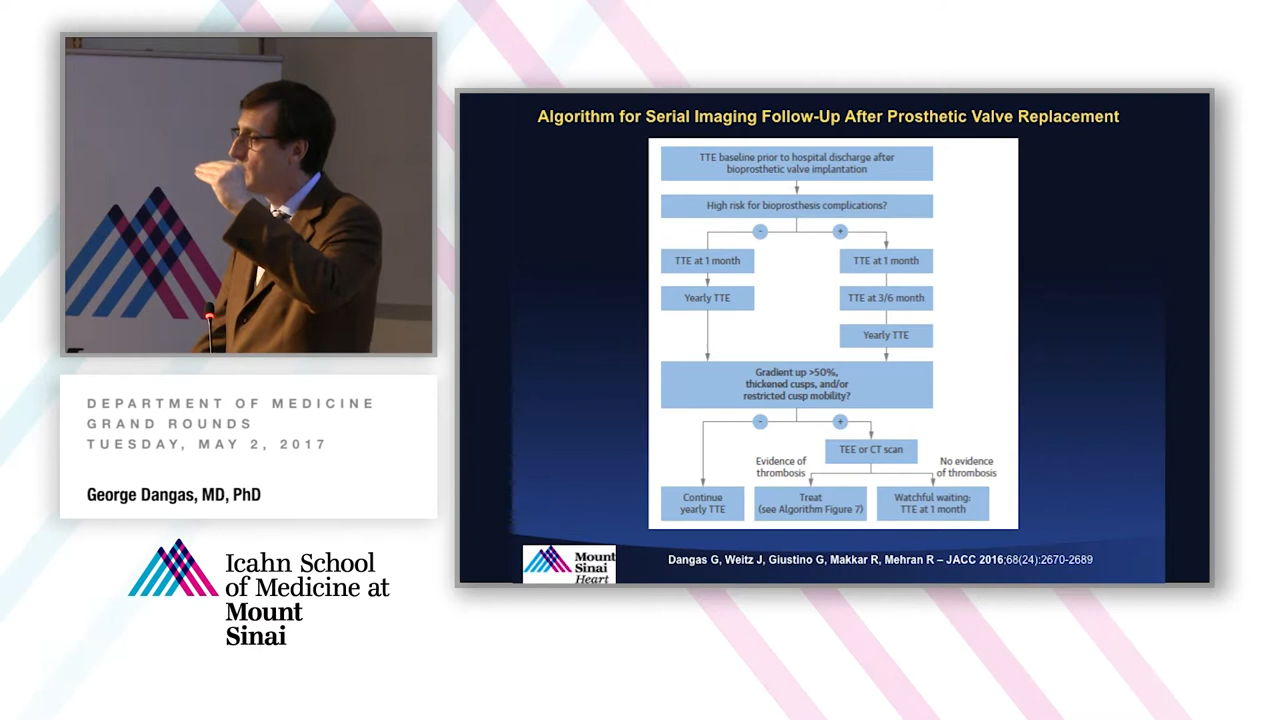 DEPARTMENT OF MEDICINE
GRAND ROUNDS
TUESDAY, MAY 2, 2017
George Dangas, MD, PhD
Icahn School
of Medicine at
Mount
Sinai
Algorithm for Serial Imaging Follow-Up After Prosthetic Valve Replacement
TTE baseline prior to hospital discharge after
bioprosthetic valve implantation
High risk for bioprosthesis complications?
- +
TTE at 1 month
TTE at 1 month
Yearly TTE
TTE at 3/6 month
Yearly TTE
Gradient up >50%,
thickened cusps, and/or
restricted cusp mobility?
- +
TEE or CT scan
Evidence of
thrombosis
No evidence
of thrombosis
Continue
yearly TTE
Treat
(see Algorithm Figure 7)
Watchful waiting:
TTE at 1 month
Mount
Sinai
Heart
Dangas G, Weitz J, Giustino G, Makkar R, Mehran R – JACC 2016;68(24):2670-2689